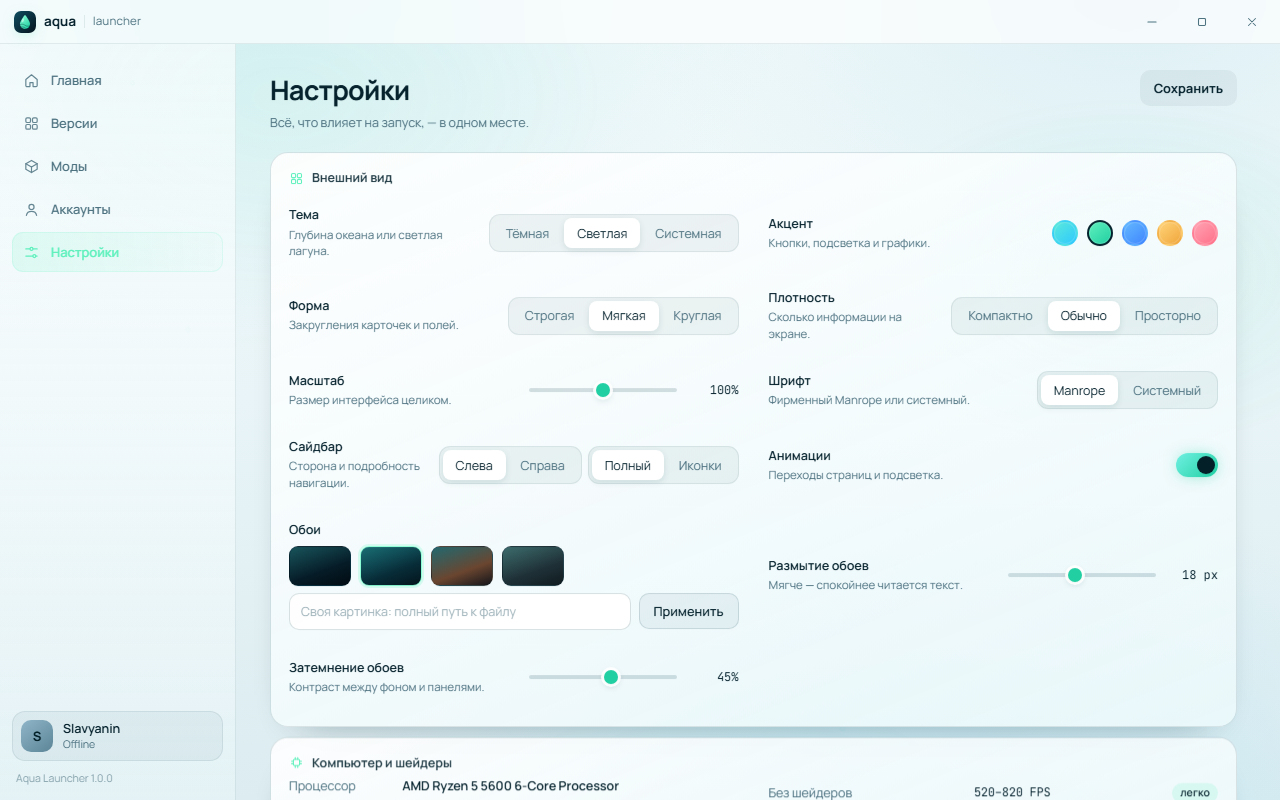 aqua launcher
Главная
Версии
Моды
Аккаунты
Настройки
Slavyanin
S
Offline
Aqua Launcher 1.0.0
Настройки
Сохранить
Всё, что влияет на запуск, — в одном месте.
Внешний вид
Тема
Глубина океана или светлая
лагуна.
Тёмная Светлая Системная
Акцент
Кнопки, подсветка и графики.
Форма
Закругления карточек и полей.
Строгая Мягкая Круглая
Плотность
Сколько информации на
экране.
Компактно Обычно Просторно
Масштаб
Размер интерфейса целиком.
100%
Шрифт
Фирменный Manrope или системный.
Manrope Системный
Сайдбар
Сторона и подробность
навигации.
Слева Справа Полный Иконки
Анимации
Переходы страниц и подсветка.
Обои
Своя картинка: полный путь к файлу
Применить
Размытие обоев
Мягче — спокойнее читается текст.
18 px
Затемнение обоев
Контраст между фоном и панелями.
45%
Компьютер и шейдеры
Процессор AMD Ryzen 5 5600 6-Core Processor
Без шейдеров 520–820 FPS легко